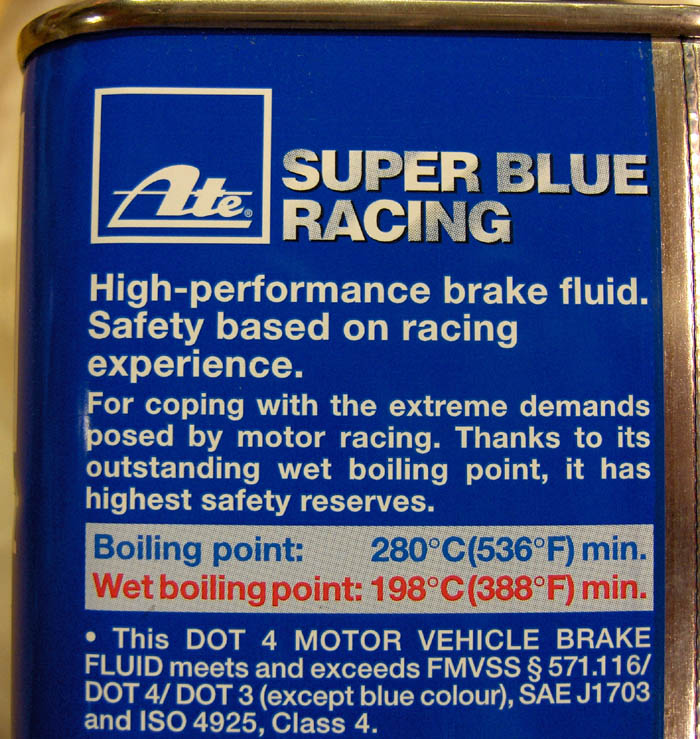 Ate®
SUPER BLUE
RACING
High-performance brake fluid.
Safety based on racing
experience.
For coping with the extreme demands
posed by motor racing. Thanks to its
outstanding wet boiling point, it has
highest safety reserves.
Boiling point: 280°C(536°F) min.
Wet boiling point: 198°C(388°F) min.
• This DOT 4 MOTOR VEHICLE BRAKE
FLUID meets and exceeds FMVSS § 571.116/
DOT 4/ DOT 3 (except blue colour), SAE J1703
and ISO 4925, Class 4.